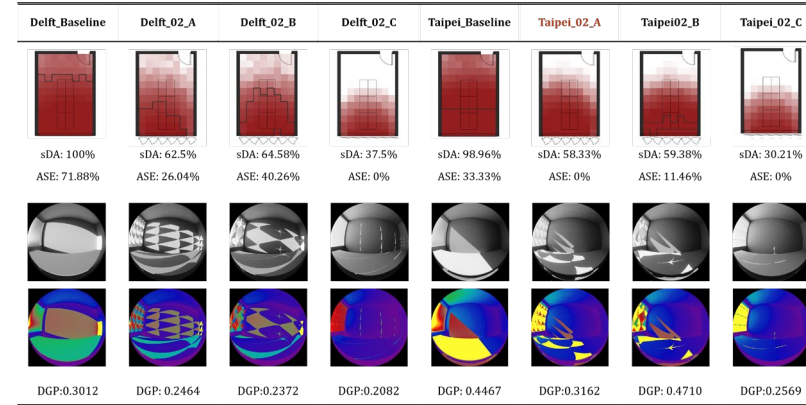 Delft_Baseline Delft_02_A Delft_02_B Delft_02_C Taipei_Baseline Taipei_02_A Taipei02_B Taipei_02_C
sDA: 100% sDA: 62.5% sDA: 64.58% sDA: 37.5% sDA: 98.96% sDA: 58.33% sDA: 59.38% sDA: 30.21%
ASE: 71.88% ASE: 26.04% ASE: 40.26% ASE: 0% ASE: 33.33% ASE: 0% ASE: 11.46% ASE: 0%
DGP:0.3012 DGP: 0.2464 DGP:0.2372 DGP:0.2082 DGP: 0.4467 DGP:0.3162 DGP: 0.4710 DGP:0.2569